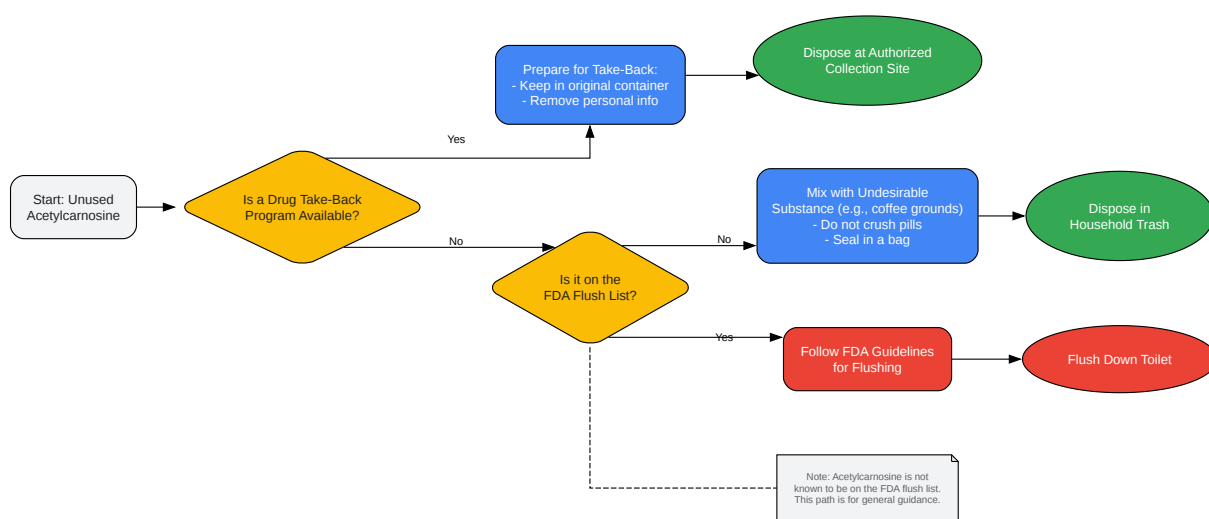 Start: Unused
Acetylcarnosine
Is a Drug Take-Back
Program Available?
Yes
Prepare for Take-Back:
- Keep in original container
- Remove personal info
Dispose at Authorized
Collection Site
No
Is it on the
FDA Flush List?
No
Mix with Undesirable
Substance (e.g., coffee grounds)
- Do not crush pills
- Seal in a bag
Dispose in
Household Trash
Yes
Follow FDA Guidelines
for Flushing
Flush Down Toilet
Note: Acetylcarnosine is not
known to be on the FDA flush list.
This path is for general guidance.